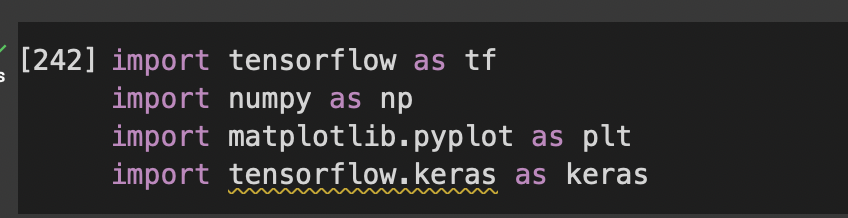 [242] import tensorflow as tf
import numpy as np
import matplotlib.pyplot as plt
s
import tensorflow.keras as keras